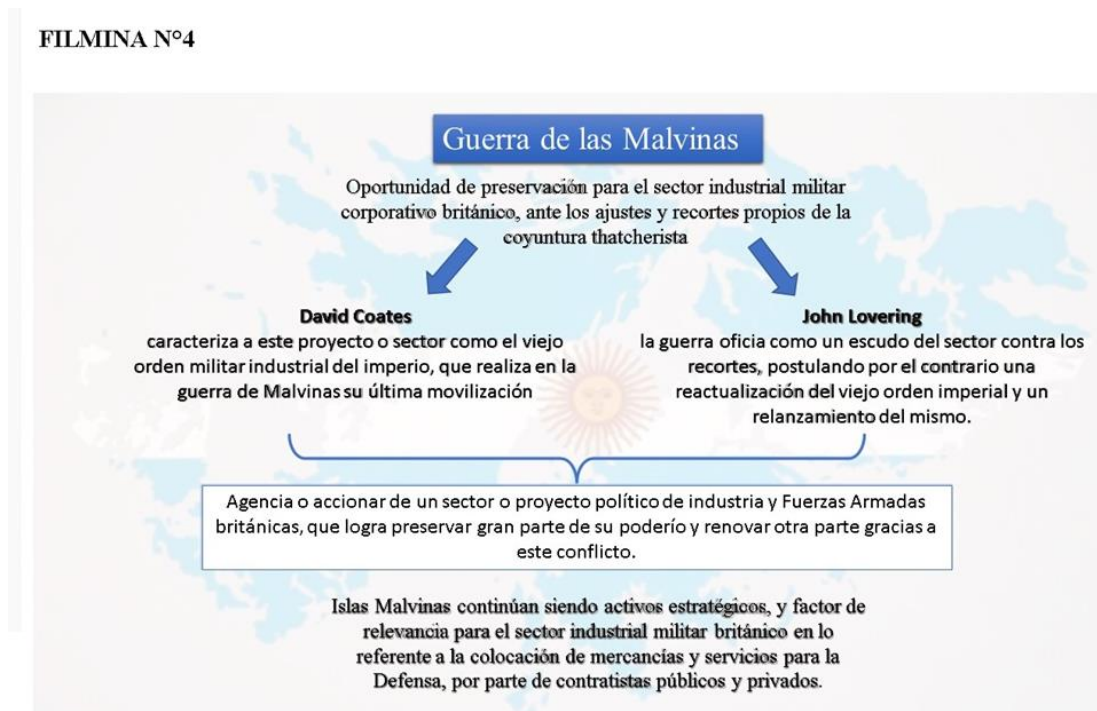 FILMINA N°4
Guerra de las Malvinas
Oportunidad de preservación para el sector industrial militar
corporativo británico, ante los ajustes y recortes propios de la
coyuntura thatcherista
David Coates
caracteriza a este proyecto o sector como el viejo
orden militar industrial del imperio, que realiza en la
guerra de Malvinas su última movilización
John Lovering
la guerra oficia como un escudo del sector contra los
recortes, postulando por el contrario una
reactualización del viejo orden imperial y un
relanzamiento del mismo.
Agencia o accionar de un sector o proyecto político de industria y Fuerzas Armadas
británicas, que logra preservar gran parte de su poderío y renovar otra parte gracias a
este conflicto.
Islas Malvinas continúan siendo activos estratégicos, y factor de
relevancia para el sector industrial militar británico en lo
referente a la colocación de mercancías y servicios para la
Defensa, por parte de contratistas públicos y privados.